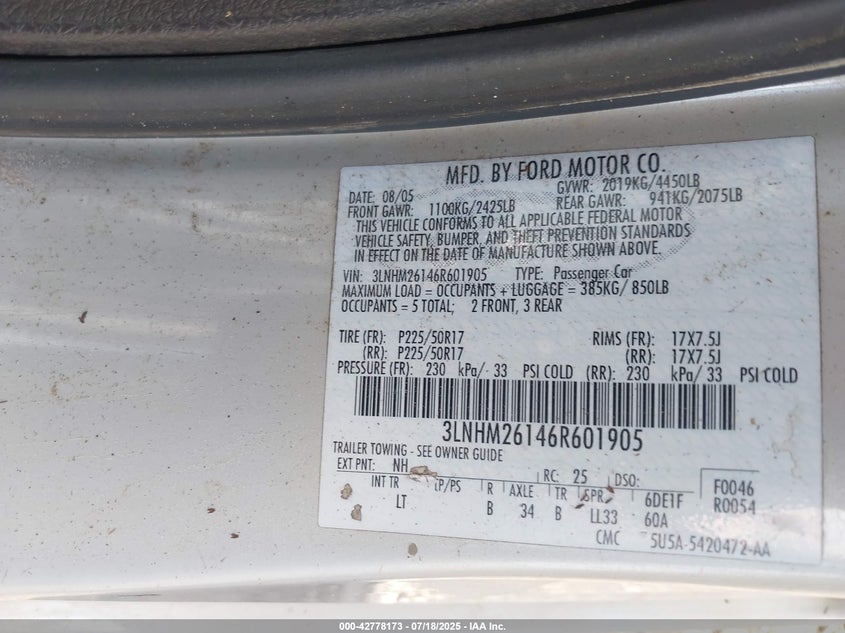 MFD. BY FORD MOTOR CO.
DATE: 08/05 GVWR: 2019KG/4450LB
FRONT GAWR: 1100KG/2425LB REAR GAWR: 941KG/2075LB
THIS VEHICLE CONFORMS TO ALL APPLICABLE FEDERAL MOTOR
VEHICLE SAFETY, BUMPER, AND THEFT PREVENTION STANDARDS
IN EFFECT ON THE DATE OF MANUFACTURE SHOWN ABOVE.
VIN: 3LNHM26146R601905 TYPE: Passenger Car
MAXIMUM LOAD = OCCUPANTS + LUGGAGE = 385KG/ 850LB
OCCUPANTS = 5 TOTAL; 2 FRONT, 3 REAR
TIRE (FR): P225/50R17 RIMS (FR): 17X7.5J
(RR): P225/50R17 (RR): 17X7.5J
PRESSURE (FR): 230 kPa/ 33 PSI COLD (RR): 230 kPa/ 33 PSI COLD
3LNHM26146R601905
TRAILER TOWING - SEE OWNER GUIDE
EXT PNT: NH RC: 25 DSO: F0046
INT TR TP/PS R AXLE TR SPR 6DE1F R0054
LT B 34 B LL33 60A
CMC 5U5A-5420472-AA
000-42778173 - 07/18/2025 - IAA Inc.